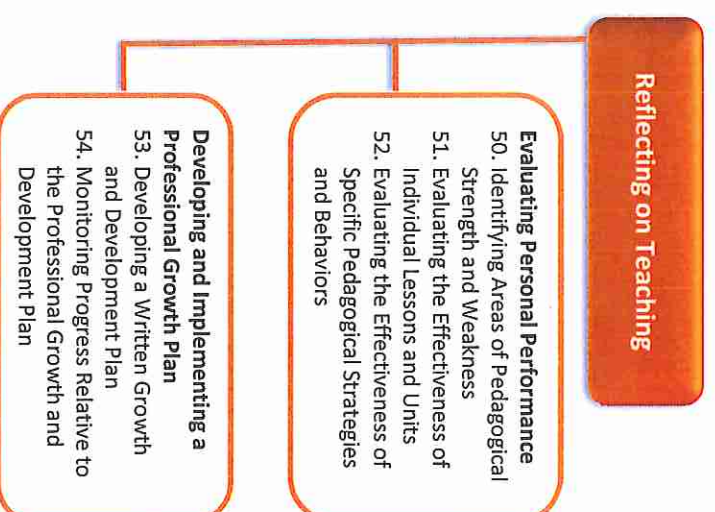 Reflecting on Teaching
Evaluating Personal Performance
50. Identifying Areas of Pedagogical
Strength and Weakness
51. Evaluating the Effectiveness of
Individual Lessons and Units
52. Evaluating the Effectiveness of
Specific Pedagogical Strategies
and Behaviors
Developing and Implementing a
Professional Growth Plan
53. Developing a Written Growth
and Development Plan
54. Monitoring Progress Relative to
the Professional Growth and
Development Plan